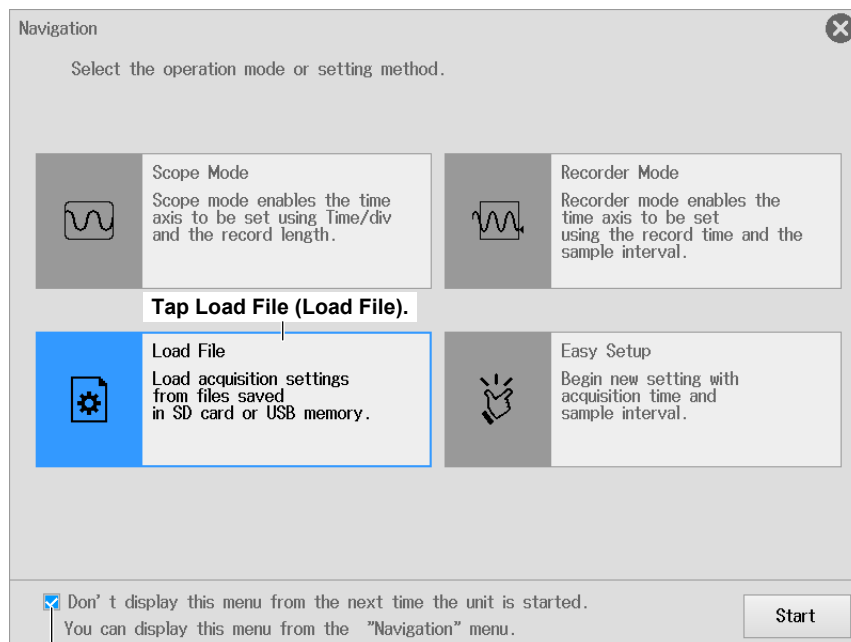 Navigation
Select the operation mode or setting method.
Scope Mode
Scope mode enables the time
axis to be set using Time/div
and the record length.
Recorder Mode
Recorder mode enables the
time axis to be set
using the record time and the
sample interval.
Tap Load File (Load File).
Load File
Load acquisition settings
from files saved
in SD card or USB memory.
Easy Setup
Begin new setting with
acquisition time and
sample interval.
Don't display this menu from the next time the unit is started.
You can display this menu from the "Navigation" menu.
Start